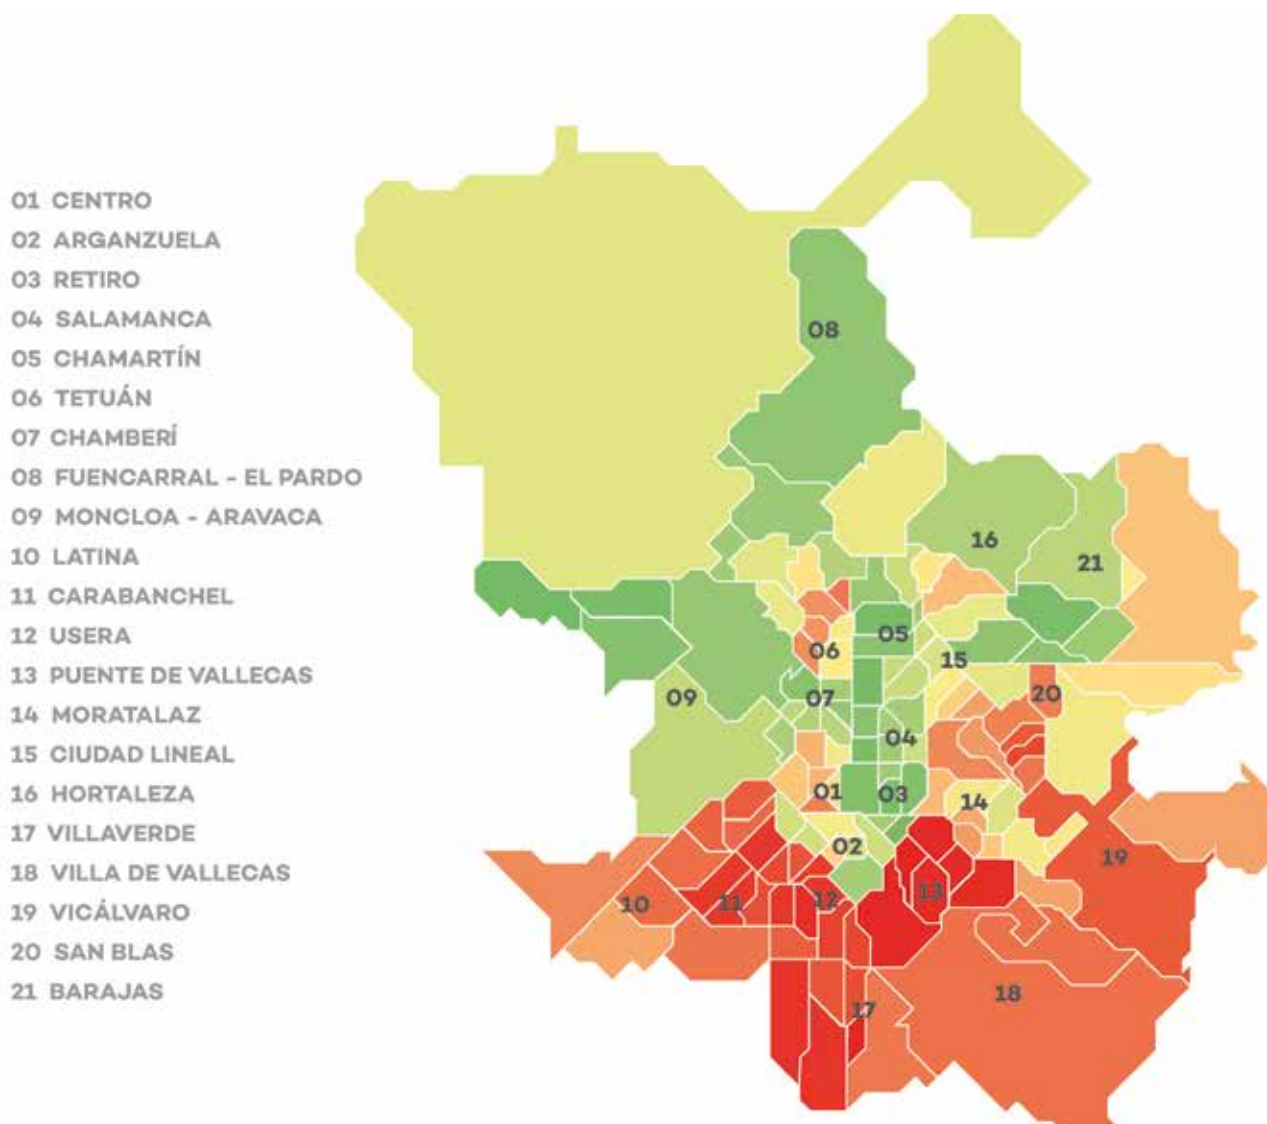 01 CENTRO
02 ARGANZUELA
03 RETIRO
04 SALAMANCA
05 CHAMARTÍN
06 TETUÁN
07 CHAMBERÍ
08 FUENCARRAL - EL PARDO
09 MONCLOA - ARAVACA
10 LATINA
11 CARABANCHEL
12 USERA
13 PUENTE DE VALLECAS
14 MORATALAZ
15 CIUDAD LINEAL
16 HORTALEZA
17 VILLAVERDE
18 VILLA DE VALLECAS
19 VICÁLVARO
20 SAN BLAS
21 BARAJAS
08
16
21
05
06
15
09
07
20
04
01
03
14
02
19
10
11
12
13
18
17